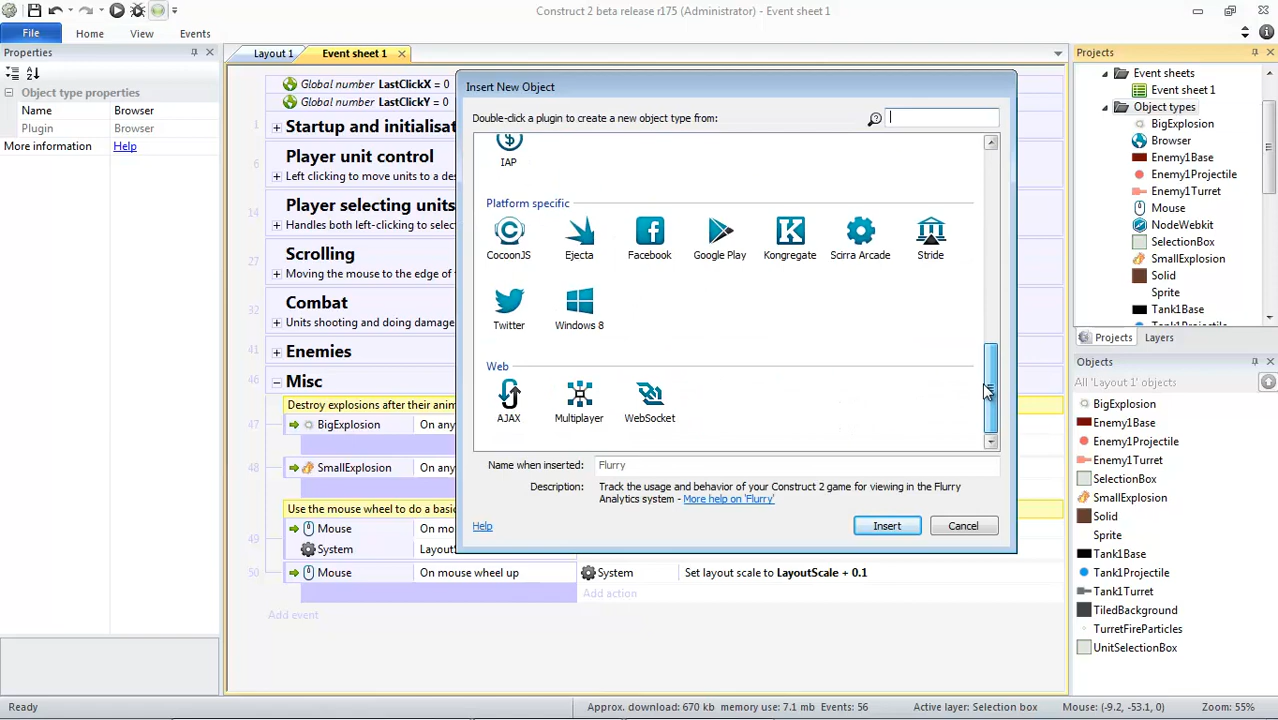 Construct 2 beta release r175 (Administrator) - Event sheet 1
File
Home
View
Events
Properties
Object type properties
Name
Browser
Plugin
Browser
More information
Help
Layout 1
Event sheet 1
Global number LastClickX = 0
Global number LastClickY = 0
1
Startup and initialisat
Player unit control
6
Left clicking to move units to a des
Player selecting units
14
Handles both left-clicking to selec
Scrolling
27
Moving the mouse to the edge of
Combat
32
Units shooting and doing damage
41
Enemies
46
Misc
Destroy explosions after their anim
47
BigExplosion
On any
48
SmallExplosion
On any
Use the mouse wheel to do a basic
49
Mouse
On mo
System
Layout
50
Mouse
On mouse wheel up
System
Set layout scale to LayoutScale + 0.1
Add action
Add event
Insert New Object
Double-click a plugin to create a new object type from:
IAP
Platform specific
CocoonJS
Ejecta
Facebook
Google Play
Kongregate
Scirra Arcade
Stride
Twitter
Windows 8
Web
AJAX
Multiplayer
WebSocket
Name when inserted:
Flurry
Description:
Track the usage and behavior of your Construct 2 game for viewing in the Flurry
Analytics system - More help on 'Flurry'
Help
Insert
Cancel
Projects
Event sheets
Event sheet 1
Object types
BigExplosion
Browser
Enemy1Base
Enemy1Projectile
Enemy1Turret
Mouse
NodeWebkit
SelectionBox
SmallExplosion
Solid
Sprite
Tank1Base
Tank1Projectile
Projects
Layers
Objects
All 'Layout 1' objects
BigExplosion
Enemy1Base
Enemy1Projectile
Enemy1Turret
SelectionBox
SmallExplosion
Solid
Sprite
Tank1Base
Tank1Projectile
Tank1Turret
TiledBackground
TurretFireParticles
UnitSelectionBox
Ready
Approx. download: 670 kb
memory use: 7.1 mb
Events: 56
Active layer: Selection box
Mouse: (-9.2, -53.1, 0)
Zoom: 55%